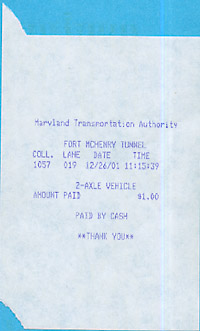 Maryland Transportation Authority
FORT MCHENRY TUNNEL
COLL. LANE DATE TIME
1057 019 12/26/01 11:15:39
2-AXLE VEHICLE
AMOUNT PAID $1.00
PAID BY CASH
**THANK YOU**